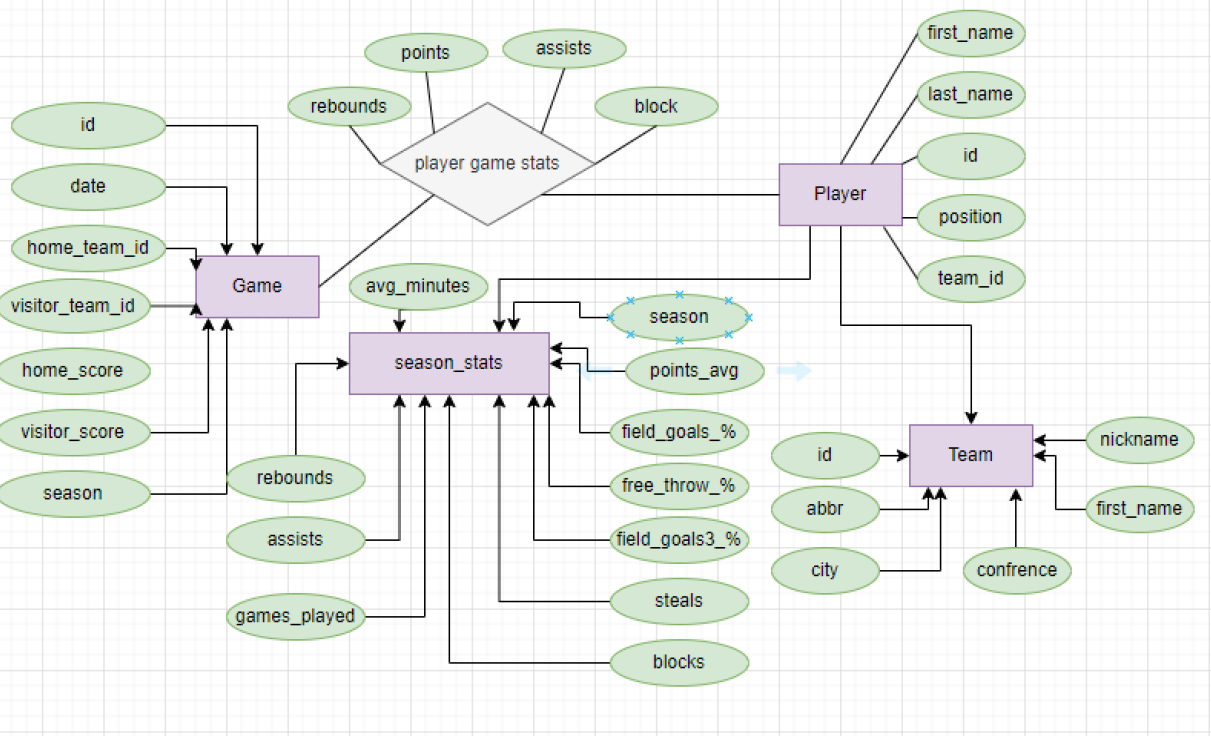 first_name
points
assists
rebounds
block
last_name
id
player game stats
id
date
Player
position
home_team_id
Game
avg_minutes
team_id
visitor_team_id
season
home_score
season_stats
points_avg
visitor_score
field_goals_%
nickname
id
Team
season
rebounds
free_throw_%
abbr
first_name
assists
field_goals3_%
city
confrence
games_played
steals
blocks